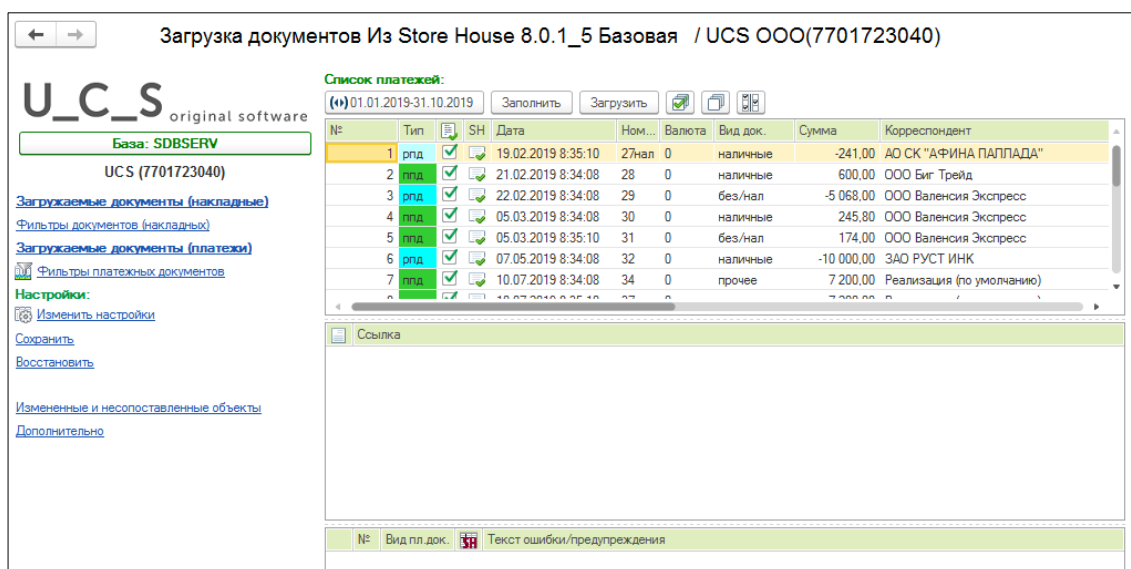 Загрузка документов Из Store House 8.0.1_5 Базовая / UCS ООО(7701723040)
U_C_S original software
База: SDBSERV
UCS (7701723040)
Загружаемые документы (накладные)
Фильтры документов (накладных)
Загружаемые документы (платежи)
Фильтры платежных документов
Настройки:
Изменить настройки
Сохранить
Восстановить
Измененные и несопоставленные объекты
Дополнительно
Список платежей:
01.01.2019-31.10.2019 Заполнить Загрузить
№ Тип SH Дата Ном... Валюта Вид док. Сумма Корреспондент
1 рпд 19.02.2019 8:35:10 27нал 0 наличные -241,00 АО СК "АФИНА ПАЛЛАДА"
2 ппд 21.02.2019 8:34:08 28 0 наличные 600,00 ООО Биг Трейд
3 рпд 22.02.2019 8:34:08 29 0 без/нал -5 068,00 ООО Валенсия Экспресс
4 ппд 05.03.2019 8:34:08 30 0 наличные 245,80 ООО Валенсия Экспресс
5 ппд 05.03.2019 8:35:10 31 0 без/нал 174,00 ООО Валенсия Экспресс
6 рпд 07.05.2019 8:34:08 32 0 наличные -10 000,00 ЗАО РУСТ ИНК
7 ппд 10.07.2019 8:34:08 34 0 прочее 7 200,00 Реализация (по умолчанию)
Ссылка
№ Вид пл.док. SH Текст ошибки/предупреждения